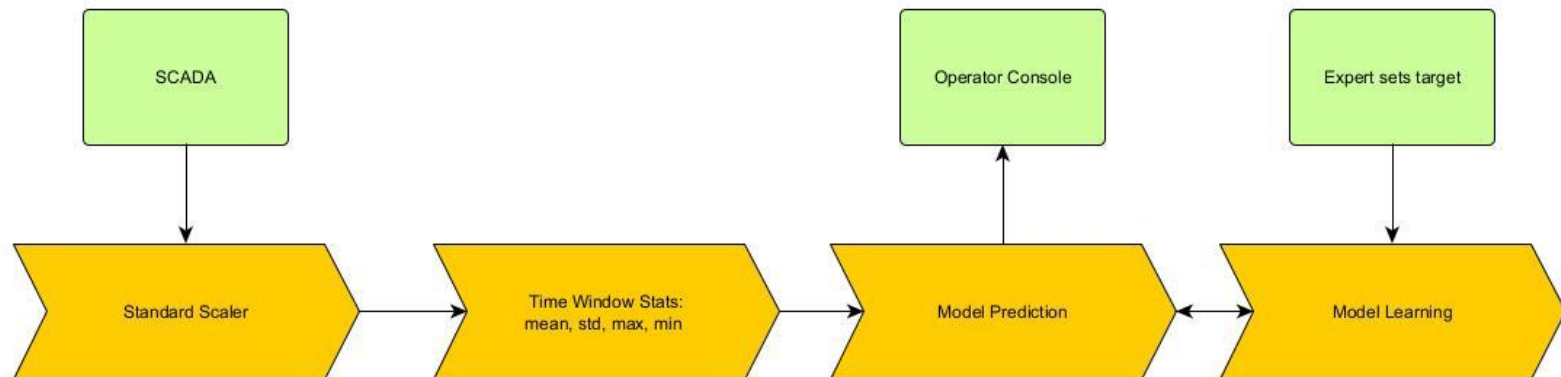 SCADA
Operator Console
Expert sets target
Standard Scaler
Time Window Stats:
mean, std, max, min
Model Prediction
Model Learning